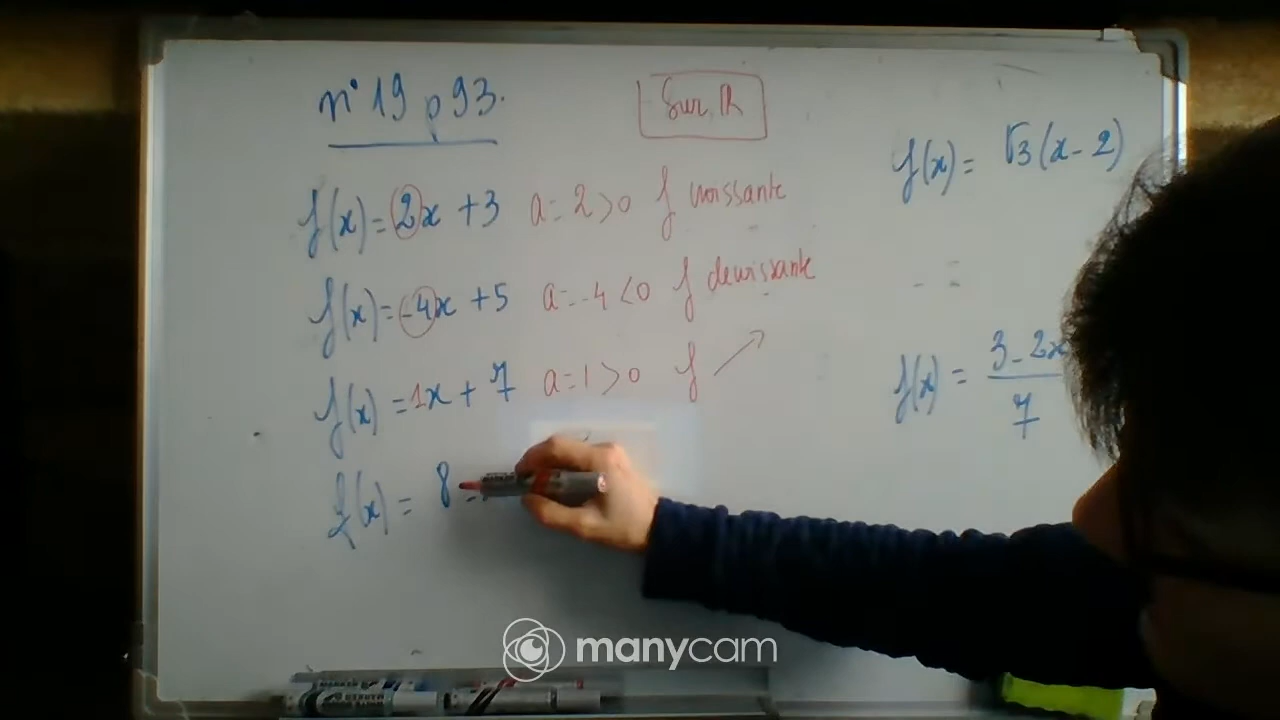 n° 19 p 93.
Sur ℝ
f(x) = 2x + 3 a = 2 > 0 f croissante
f(x) = -4x + 5 a = -4 < 0 f décroissante
f(x) = 1x + 7 a = 1 > 0 f ↗
f(x) = 8 -
f(x) = √3(x - 2)
f(x) = 3 - 2x / 7
manycam